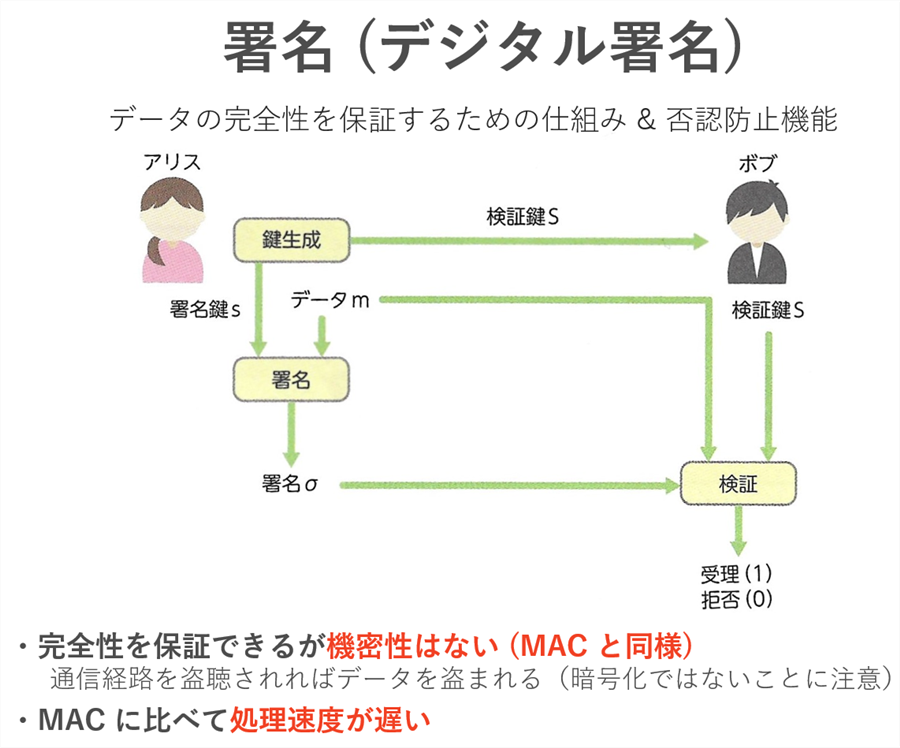 署名 (デジタル署名)
データの完全性を保証するための仕組み & 否認防止機能
アリス
ボブ
検証鍵S
鍵生成
署名鍵s
データm
検証鍵S
署名
署名σ
検証
受理(1)
拒否(0)
・完全性を保証できるが機密性はない (MAC と同様)
通信経路を盗聴されればデータを盗まれる(暗号化ではないことに注意)
・MAC に比べて処理速度が遅い